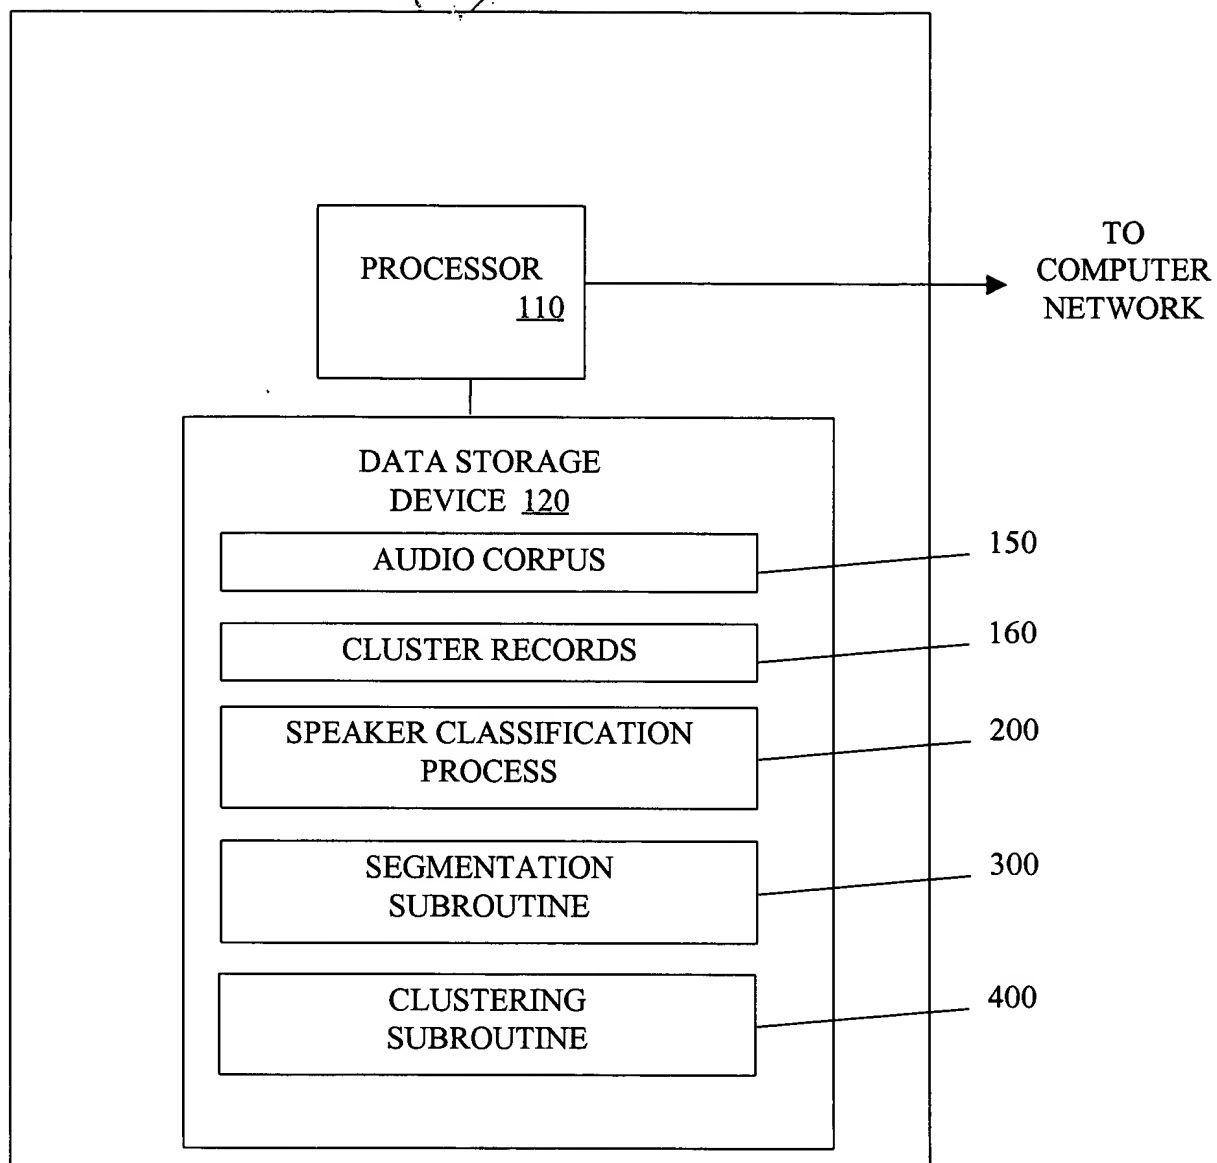 PROCESSOR
110
TO
COMPUTER
NETWORK
DATA STORAGE
DEVICE 120
AUDIO CORPUS
150
CLUSTER RECORDS
160
SPEAKER CLASSIFICATION
PROCESS
200
SEGMENTATION
SUBROUTINE
300
CLUSTERING
SUBROUTINE
400